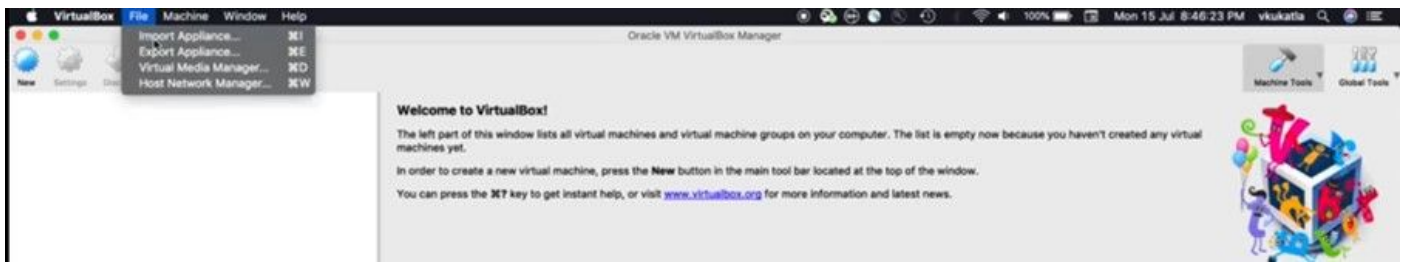 VirtualBox File Machine Window Help 100% Mon 15 Jul 8:46:23 PM vkukatla
Oracle VM VirtualBox Manager
Import Appliance... ⌘I
Export Appliance... ⌘E
Virtual Media Manager... ⌘D
Host Network Manager... ⌘W
New Settings
Machine Tools Global Tools
Welcome to VirtualBox!
The left part of this window lists all virtual machines and virtual machine groups on your computer. The list is empty now because you haven't created any virtual
machines yet.
In order to create a new virtual machine, press the New button in the main tool bar located at the top of the window.
You can press the ⌘? key to get instant help, or visit www.virtualbox.org for more information and latest news.